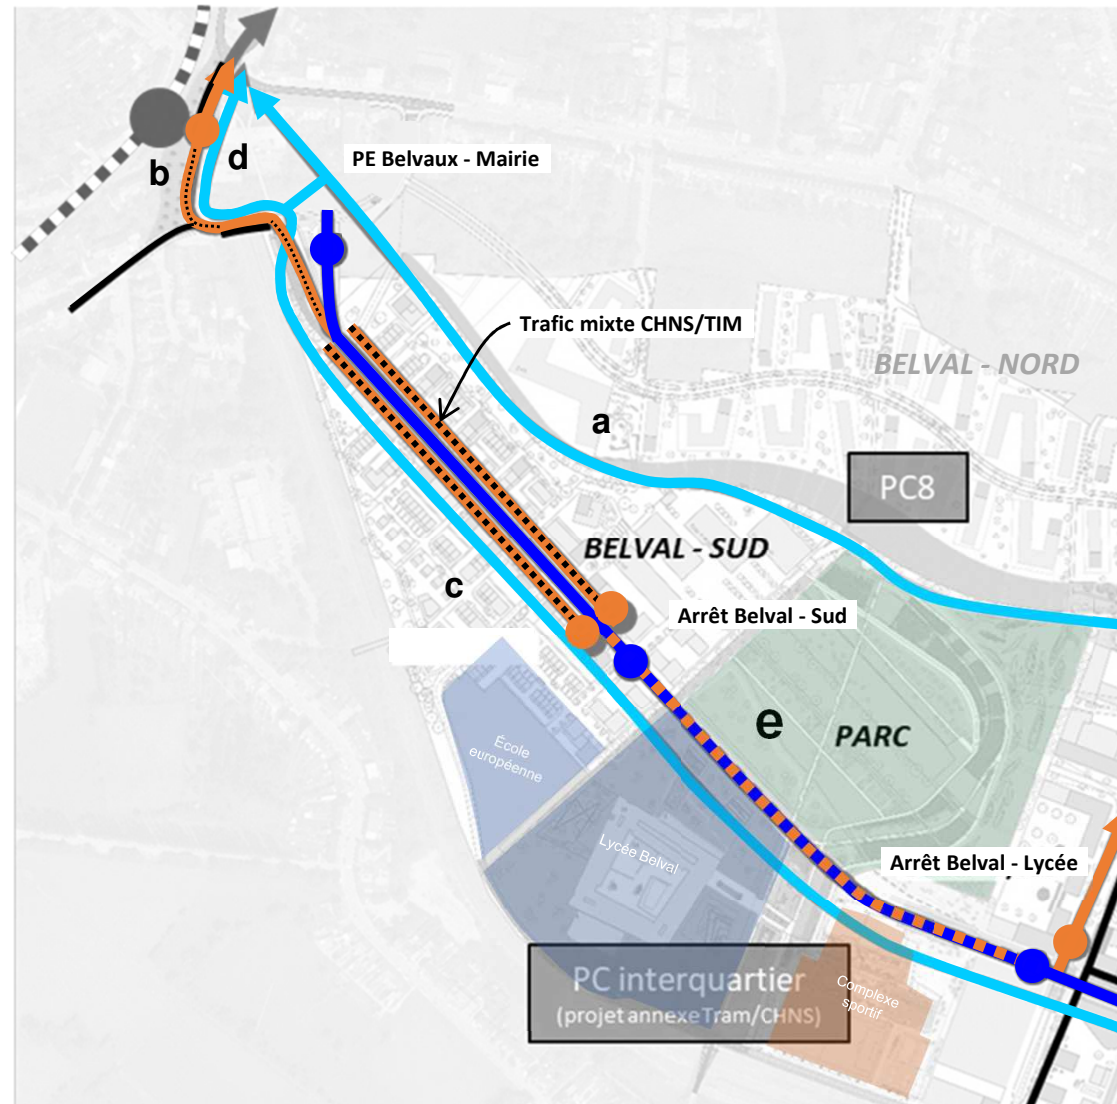 b
d
PE Belvaux - Mairie
Trafic mixte CHNS/TIM
BELVAL - NORD
a
PC8
BELVAL - SUD
c
Arrêt Belval - Sud
e
PARC
École
européenne
Lycée Belval
Arrêt Belval - Lycée
PC interquartier
(projet annexe Tram/CHNS)
Complexe
sportif